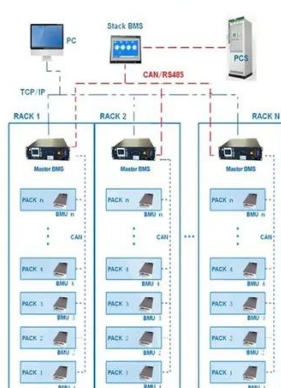 PC
Stack BMS
PCS
CAN/RS485
TCP/IP
RACK 1
RACK 2
RACK N
Master BMS
Master BMS
Master BMS
PACK n
BMU n
PACK n
BMU n
PACK n
BMU n
CAN
CAN
CAN
PACK 4
BMU 4
PACK 4
BMU 4
PACK 4
BMU 4
PACK 3
BMU 3
PACK 3
BMU 3
PACK 3
BMU 3
PACK 2
BMU 2
PACK 2
BMU 2
PACK 2
BMU 2
PACK 1
PACK 1
PACK 1